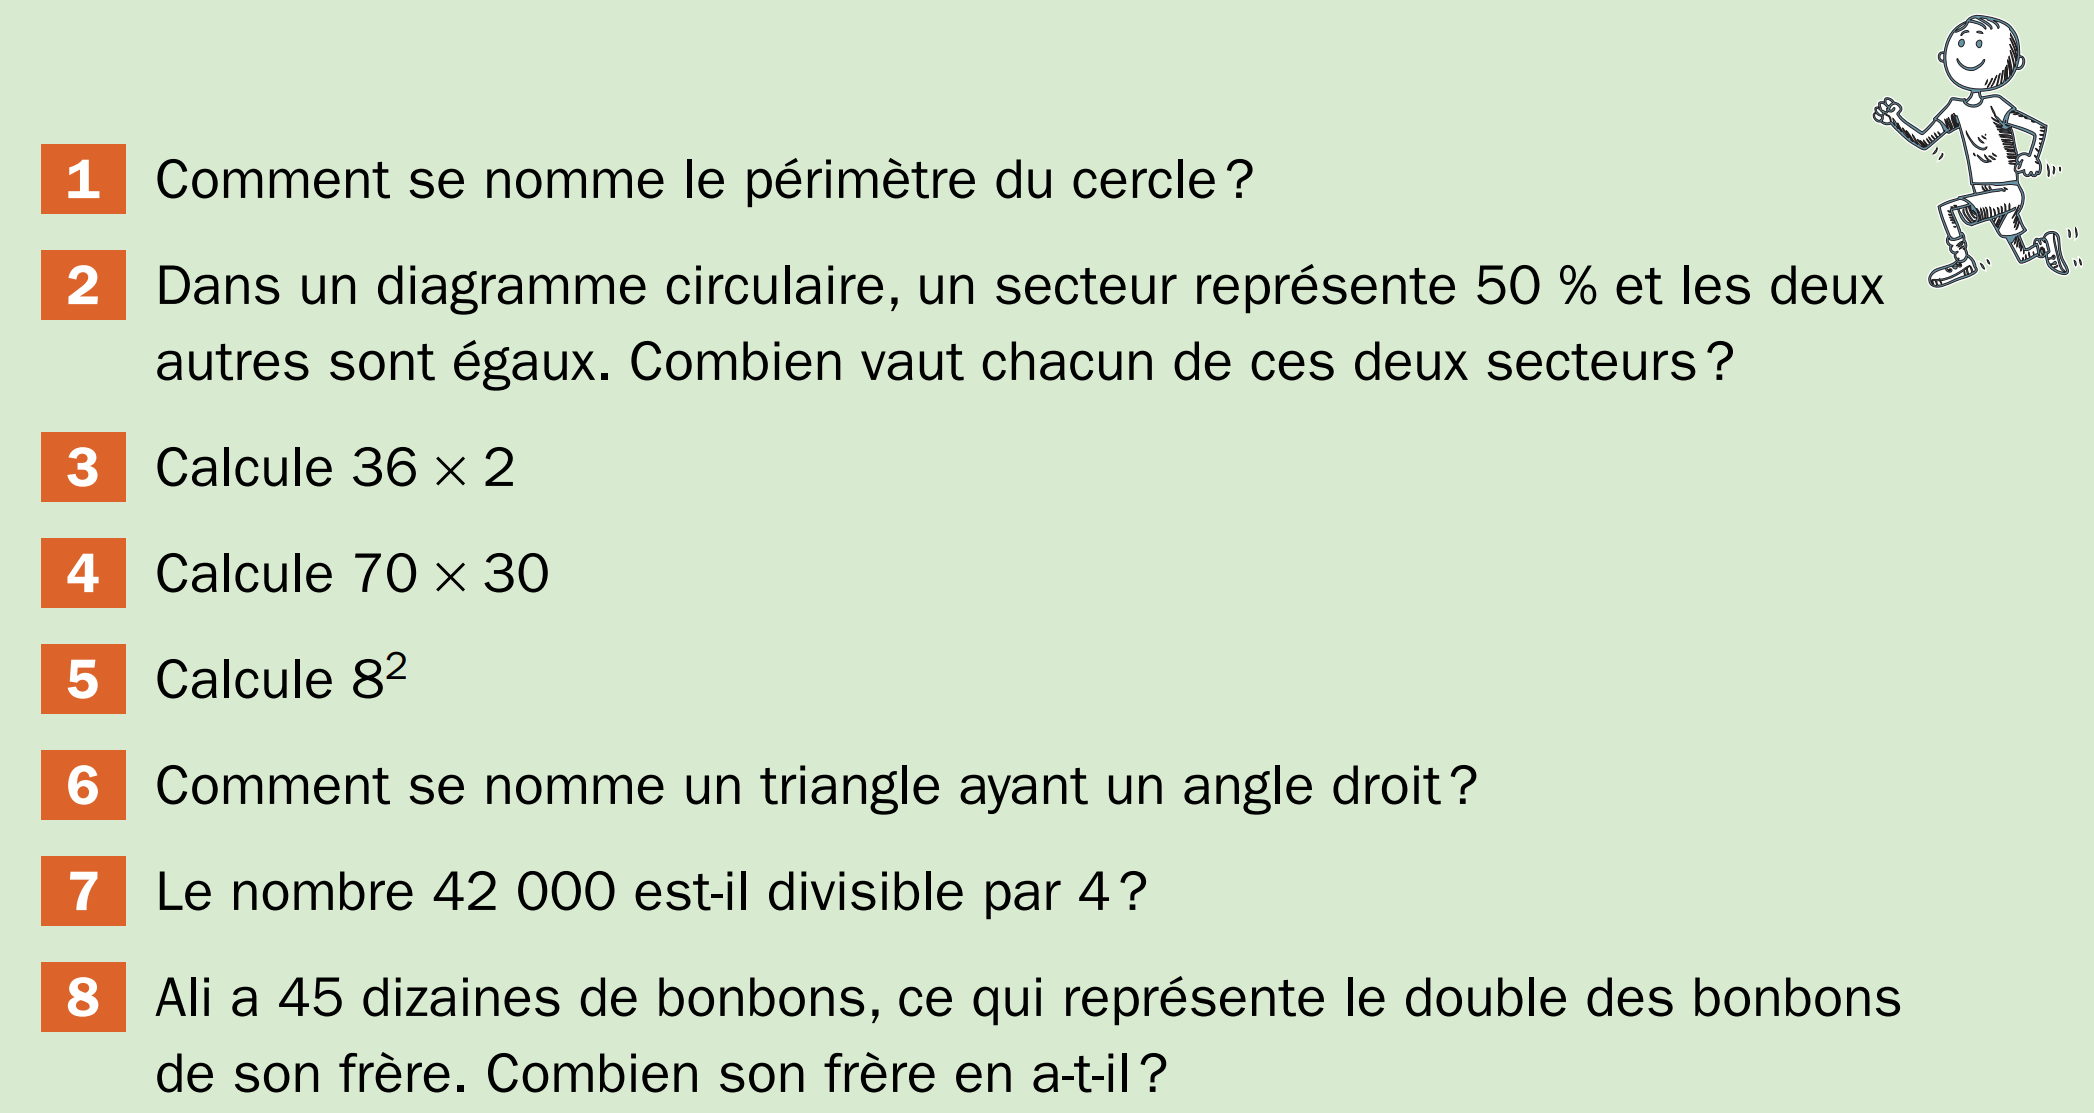 1 Comment se nomme le périmètre du cercle ?
2 Dans un diagramme circulaire, un secteur représente 50 % et les deux
autres sont égaux. Combien vaut chacun de ces deux secteurs ?
3 Calcule 36 × 2
4 Calcule 70 × 30
5 Calcule 8²
6 Comment se nomme un triangle ayant un angle droit ?
7 Le nombre 42 000 est-il divisible par 4 ?
8 Ali a 45 dizaines de bonbons, ce qui représente le double des bonbons
de son frère. Combien son frère en a-t-il ?